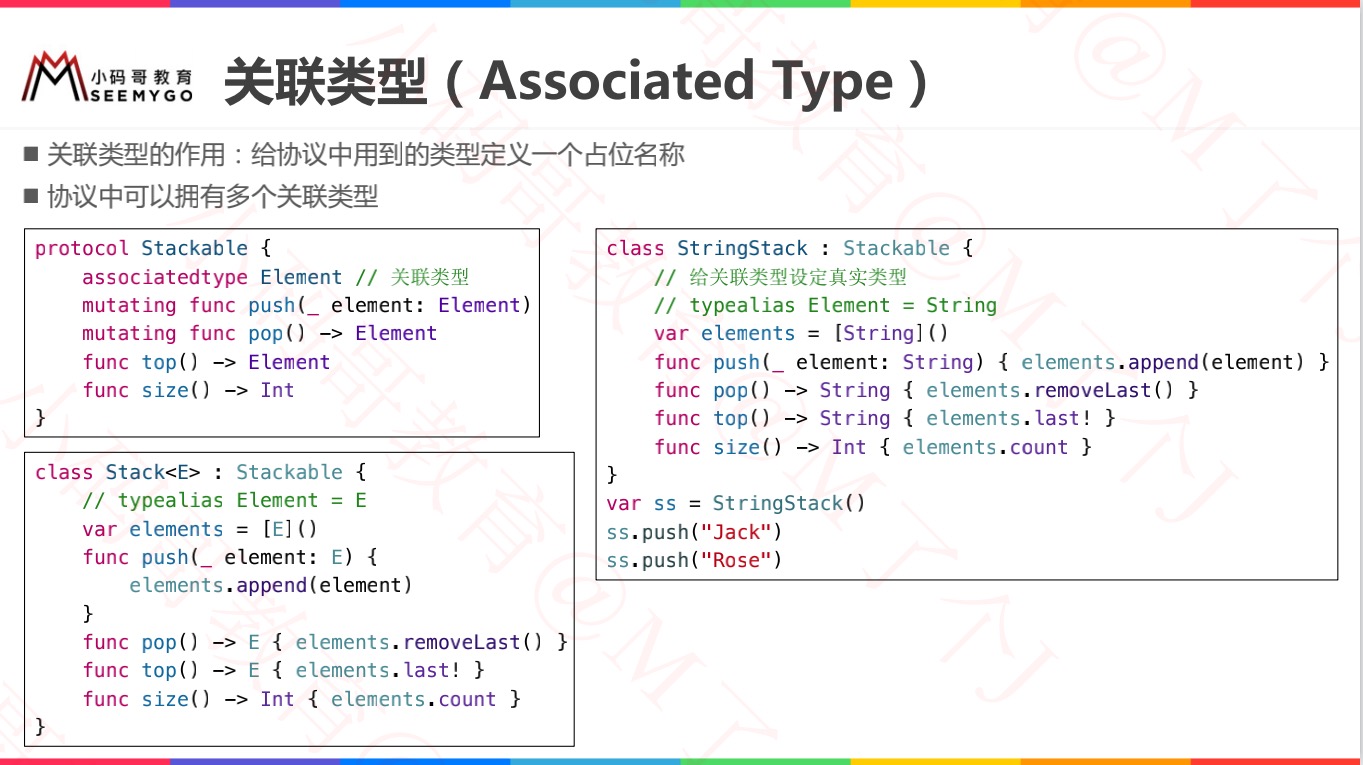 小码哥教育
SEEMYGO
关联类型（Associated Type）
■ 关联类型的作用：给协议中用到的类型定义一个占位名称
■ 协议中可以拥有多个关联类型
protocol Stackable {
    associatedtype Element // 关联类型
    mutating func push(_ element: Element)
    mutating func pop() -> Element
    func top() -> Element
    func size() -> Int
}
class Stack<E> : Stackable {
    // typealias Element = E
    var elements = [E]()
    func push(_ element: E) {
        elements.append(element)
    }
    func pop() -> E { elements.removeLast() }
    func top() -> E { elements.last! }
    func size() -> Int { elements.count }
}
class StringStack : Stackable {
    // 给关联类型设定真实类型
    // typealias Element = String
    var elements = [String]()
    func push(_ element: String) { elements.append(element) }
    func pop() -> String { elements.removeLast() }
    func top() -> String { elements.last! }
    func size() -> Int { elements.count }
}
var ss = StringStack()
ss.push("Jack")
ss.push("Rose")